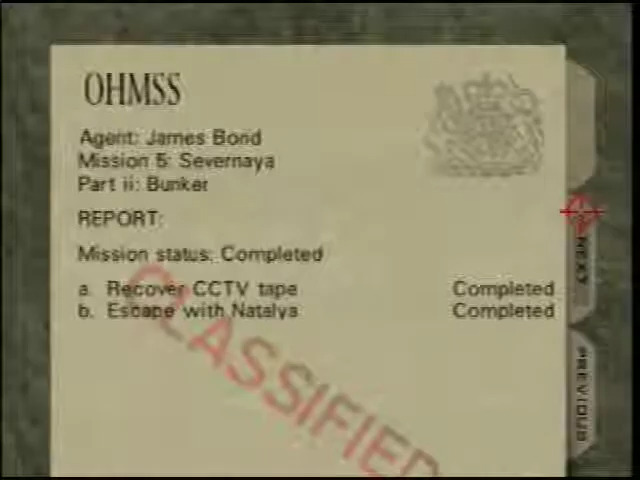 OHMSS
Agent: James Bond
Mission 5: Severnaya
Part ii: Bunker
REPORT:
Mission status: Completed
a. Recover CCTV tape Completed
b. Escape with Natalya Completed
CLASSIFIED
NEXT
PREVIOUS